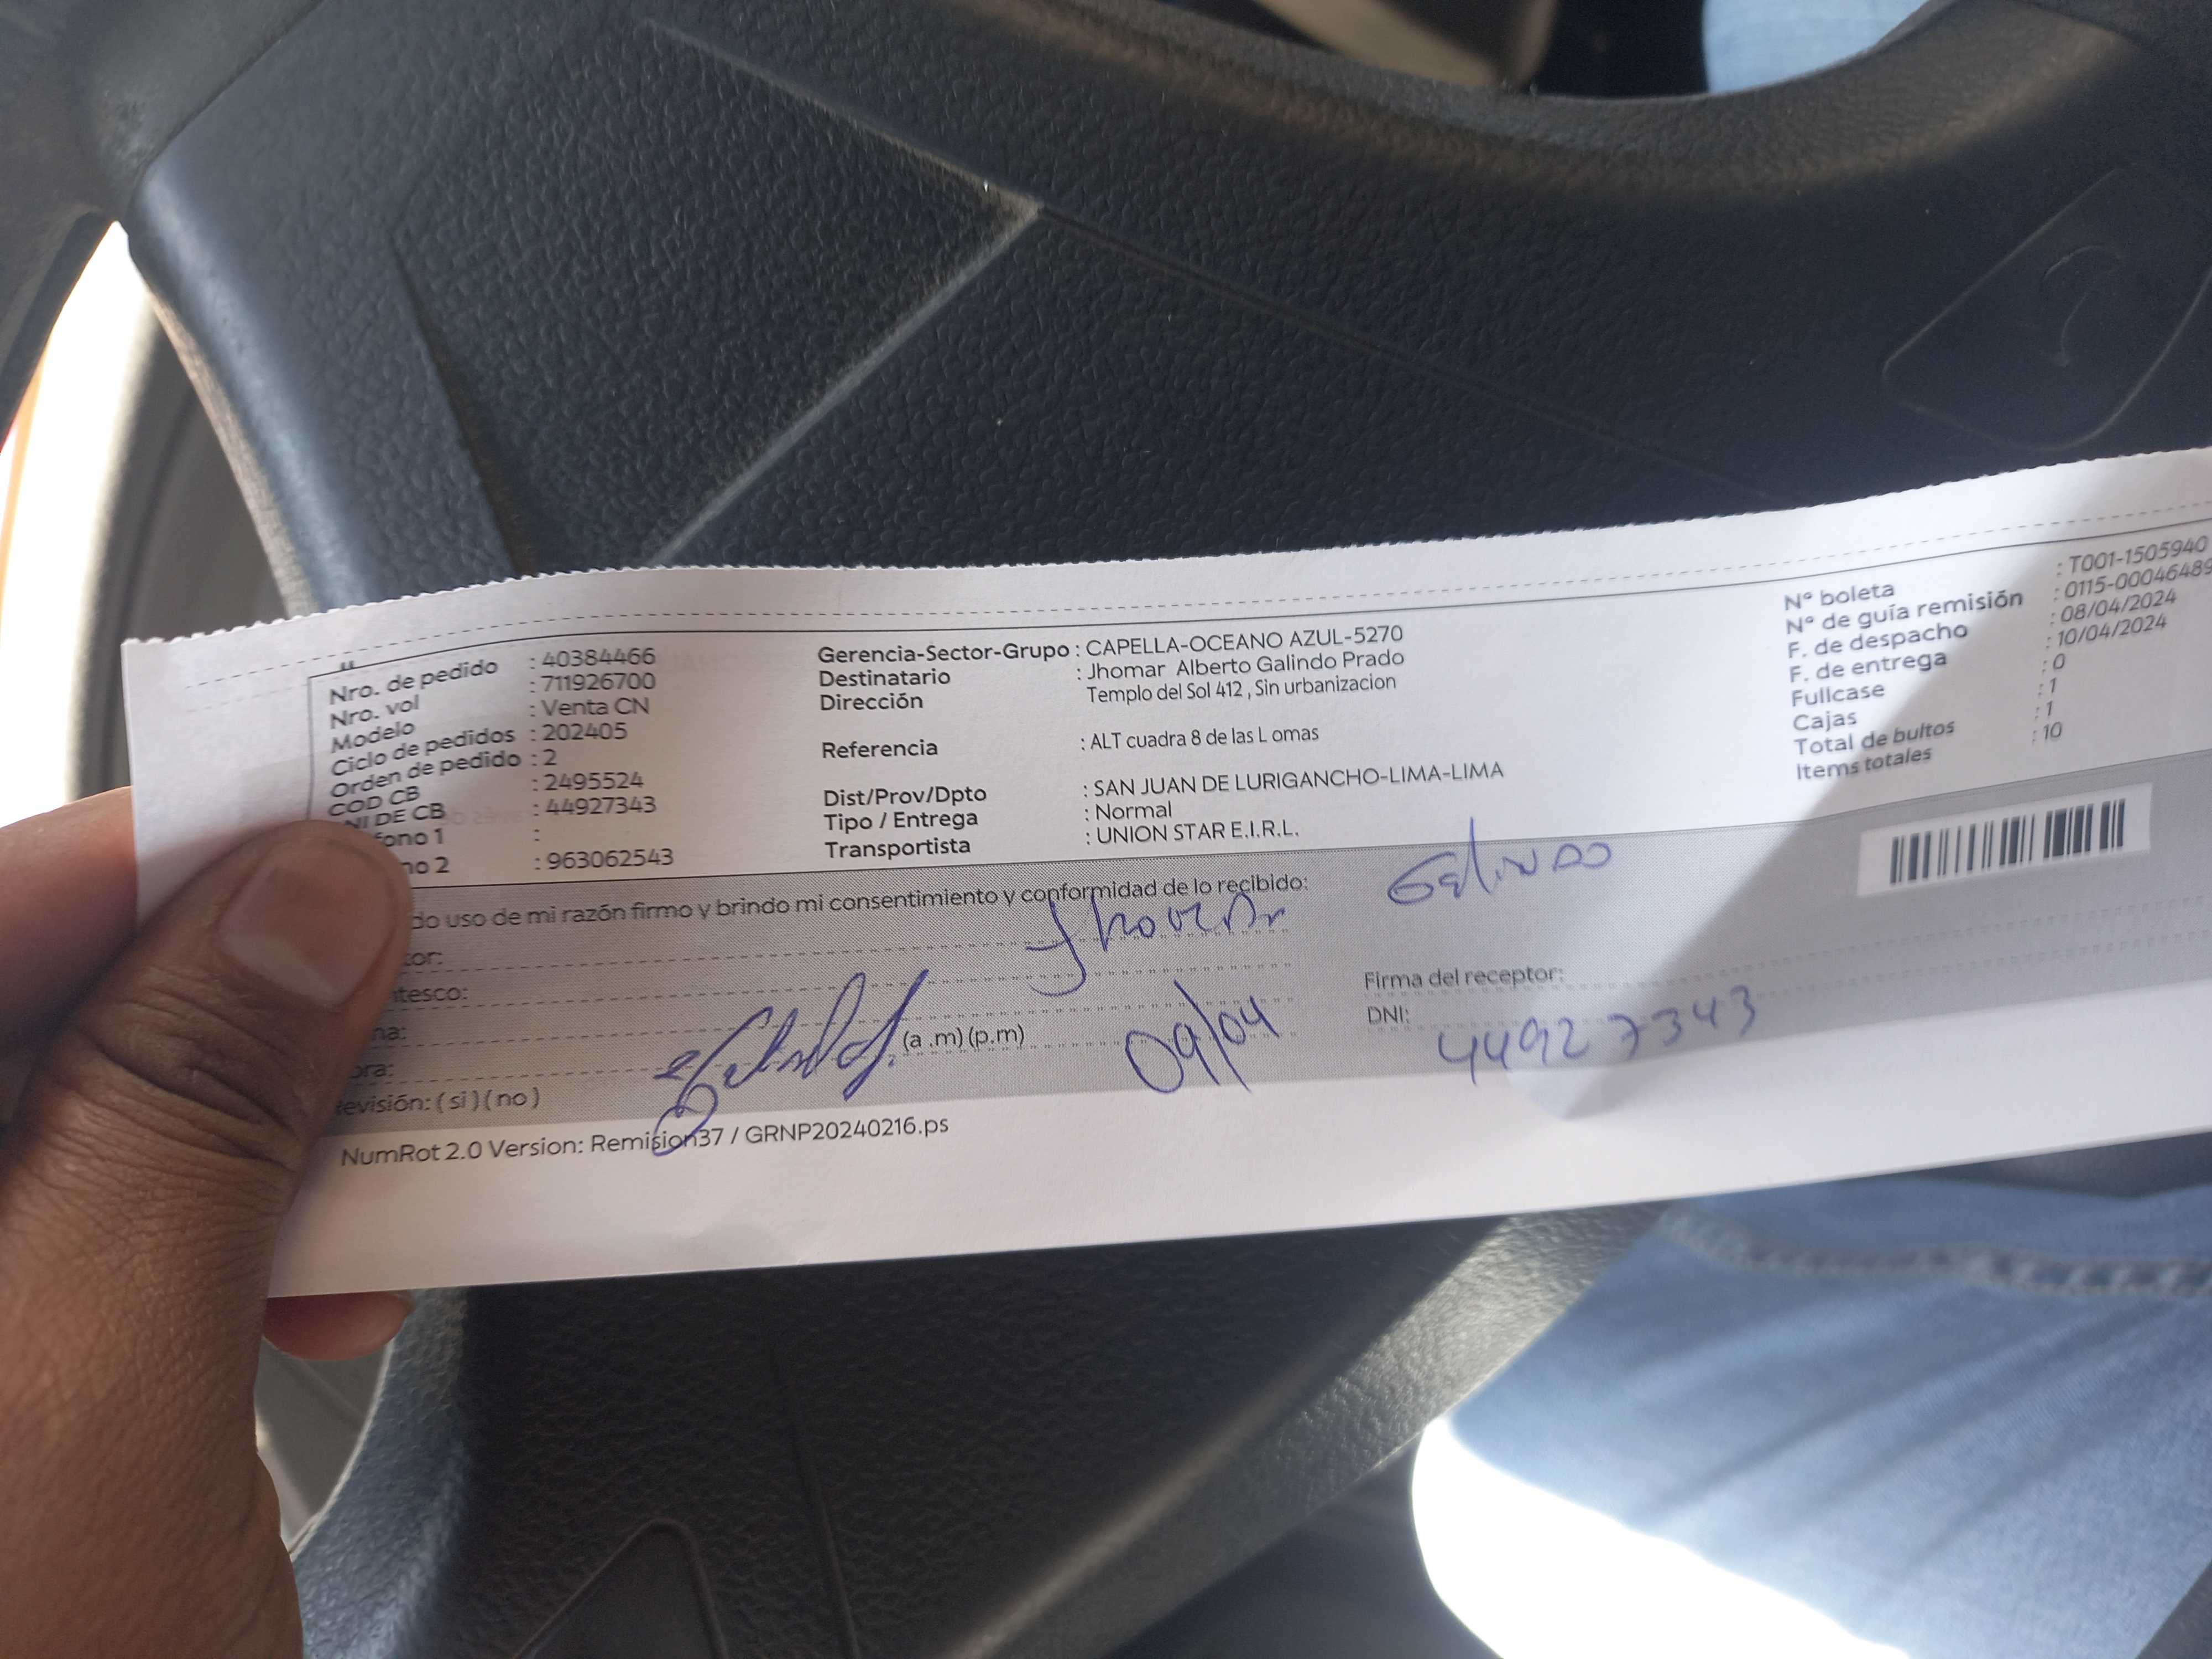 Nro. de pedido : 40384466
Nro. vol : 711926700
Modelo : Venta CN
Ciclo de pedidos : 202405
Orden de pedido : 2
COD CB : 2495524
NI DE CB : 44927343
fono 1 :
no 2 : 963062543
Gerencia-Sector-Grupo : CAPELLA-OCEANO AZUL-5270
Destinatario : Jhomar Alberto Galindo Prado
Dirección Templo del Sol 412 , Sin urbanizacion
Referencia : ALT cuadra 8 de las L omas
Dist/Prov/Dpto : SAN JUAN DE LURIGANCHO-LIMA-LIMA
Tipo / Entrega : Normal
Transportista : UNION STAR E.I.R.L.
N° boleta : T001-1505940
N° de guía remisión : 0115-00046489
F. de despacho : 08/04/2024
F. de entrega : 10/04/2024
Fullcase : 0
Cajas : 1
Total de bultos : 1
Items totales : 10
do uso de mi razón firmo y brindo mi consentimiento y conformidad de lo recibido:
tor: Jhomar Galindo
ntesco:
na: (a .m) (p.m) 09/04
ora:
evisión: ( si ) ( no )
Firma del receptor:
DNI: 44927343
NumRot 2.0 Version: Remision37 / GRNP20240216.ps